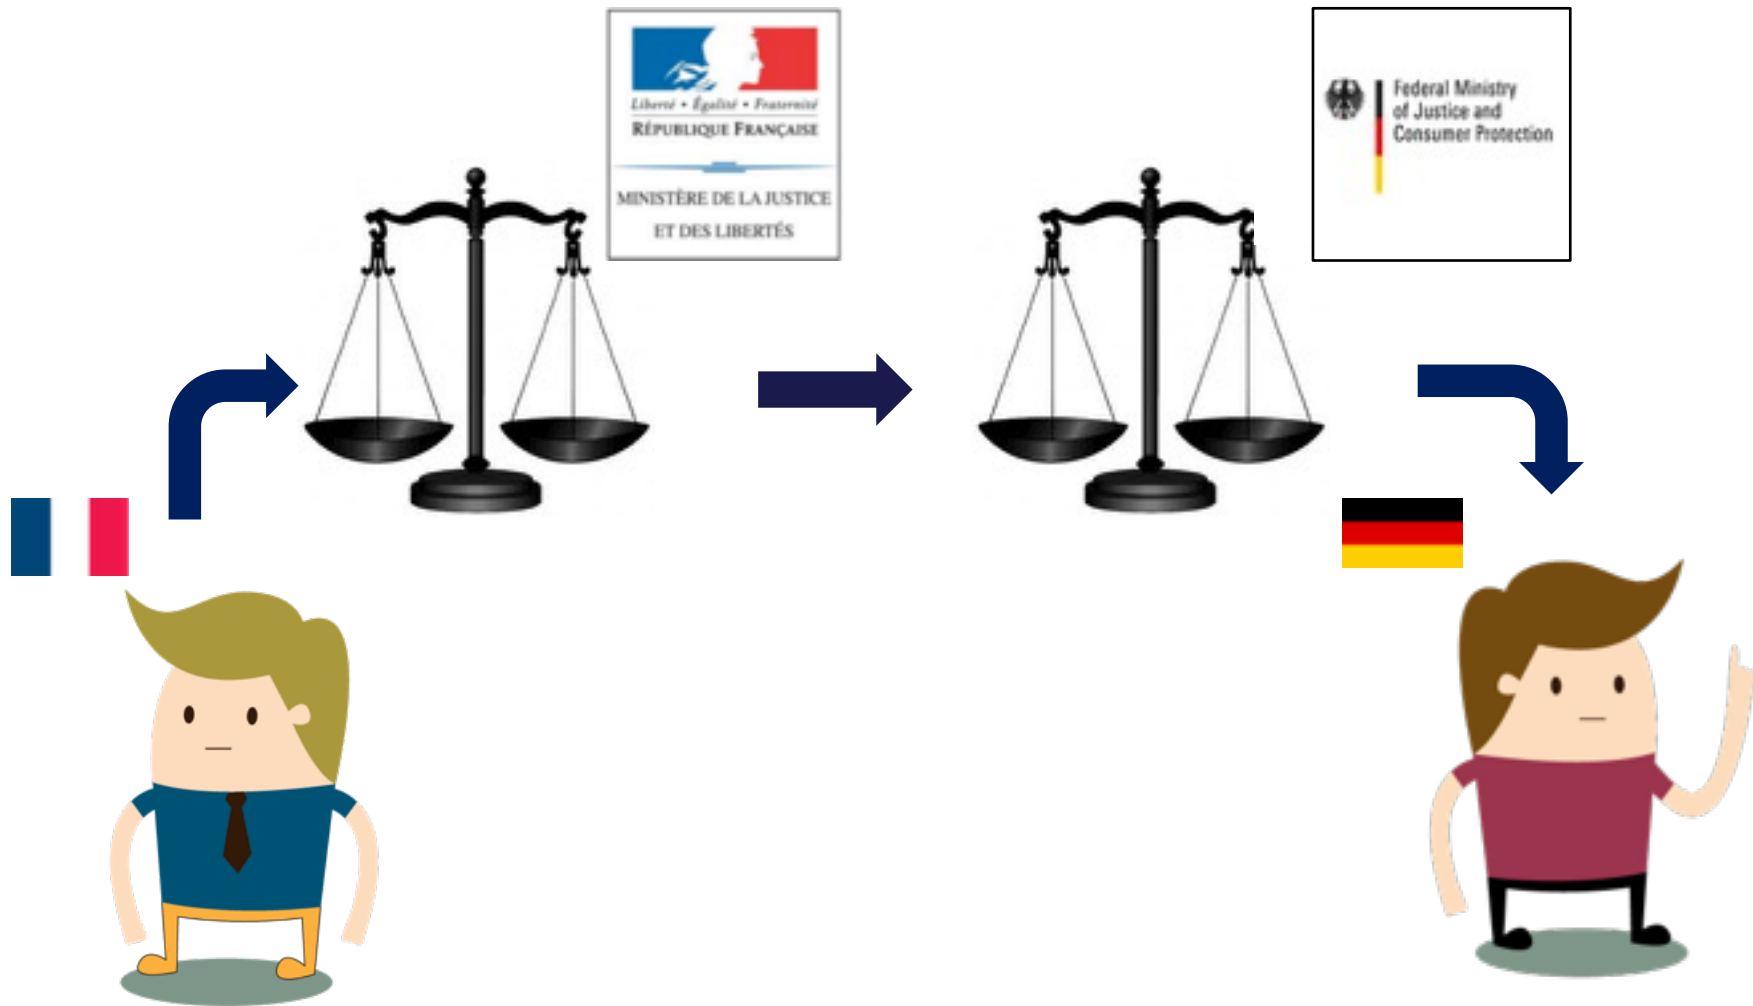 Liberté • Égalité • Fraternité
RÉPUBLIQUE FRANÇAISE
MINISTÈRE DE LA JUSTICE
ET DES LIBERTÉS
Federal Ministry
of Justice and
Consumer Protection